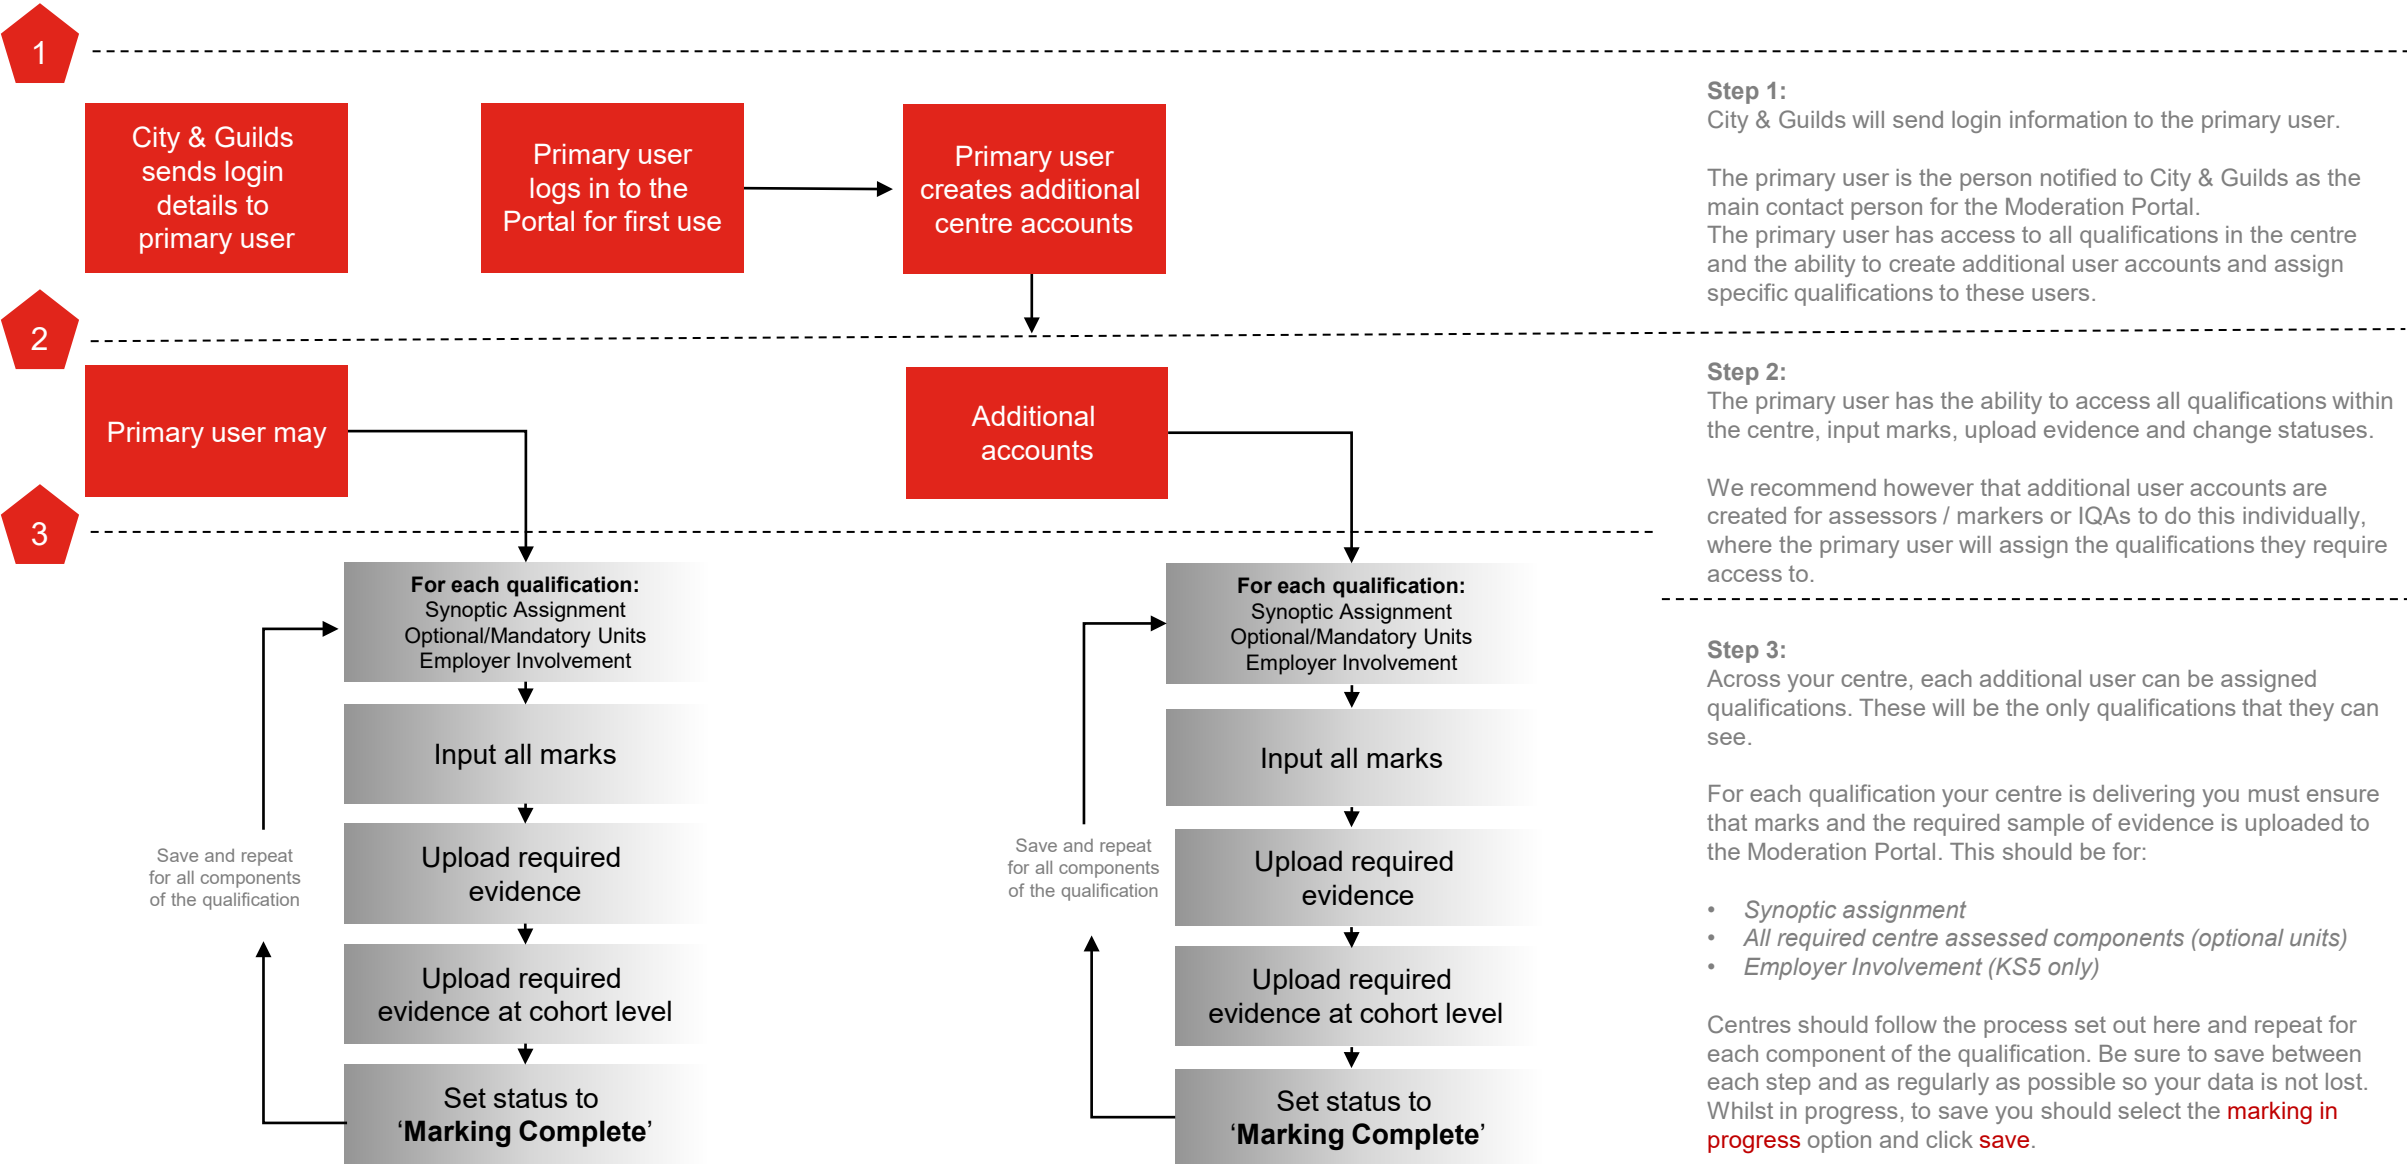 1
City & Guilds
sends login
details to
primary user
Primary user
logs in to the
Portal for first use
Primary user
creates additional
centre accounts
Step 1:
City & Guilds will send login information to the primary user.
The primary user is the person notified to City & Guilds as the
main contact person for the Moderation Portal.
The primary user has access to all qualifications in the centre
and the ability to create additional user accounts and assign
specific qualifications to these users.
2
Primary user may
Additional
accounts
Step 2:
The primary user has the ability to access all qualifications within
the centre, input marks, upload evidence and change statuses.
We recommend however that additional user accounts are
created for assessors / markers or IQAs to do this individually,
where the primary user will assign the qualifications they require
access to.
3
For each qualification:
Synoptic Assignment
Optional/Mandatory Units
Employer Involvement
Input all marks
Upload required
evidence
Upload required
evidence at cohort level
Set status to
‘Marking Complete’
Save and repeat
for all components
of the qualification
For each qualification:
Synoptic Assignment
Optional/Mandatory Units
Employer Involvement
Input all marks
Upload required
evidence
Upload required
evidence at cohort level
Set status to
‘Marking Complete’
Save and repeat
for all components
of the qualification
Step 3:
Across your centre, each additional user can be assigned
qualifications. These will be the only qualifications that they can
see.
For each qualification your centre is delivering you must ensure
that marks and the required sample of evidence is uploaded to
the Moderation Portal. This should be for:
• Synoptic assignment
• All required centre assessed components (optional units)
• Employer Involvement (KS5 only)
Centres should follow the process set out here and repeat for
each component of the qualification. Be sure to save between
each step and as regularly as possible so your data is not lost.
Whilst in progress, to save you should select the marking in
progress option and click save.